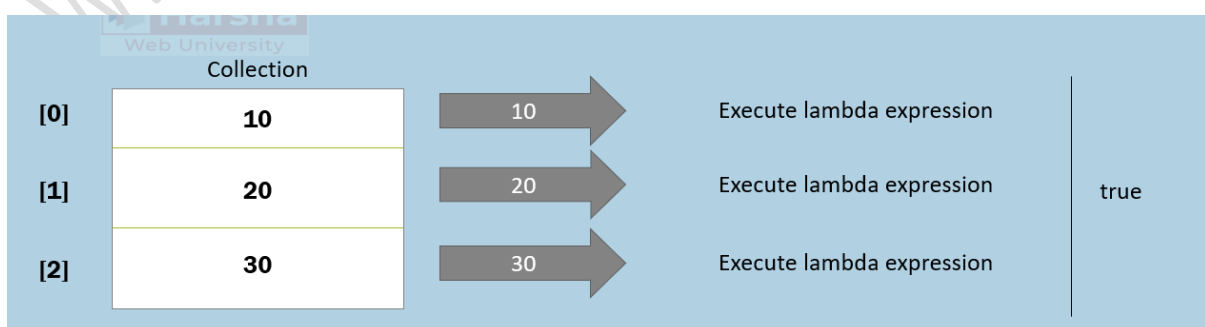 Harsha
Web University
Collection
[0] 10 10 Execute lambda expression
[1] 20 20 Execute lambda expression true
[2] 30 30 Execute lambda expression